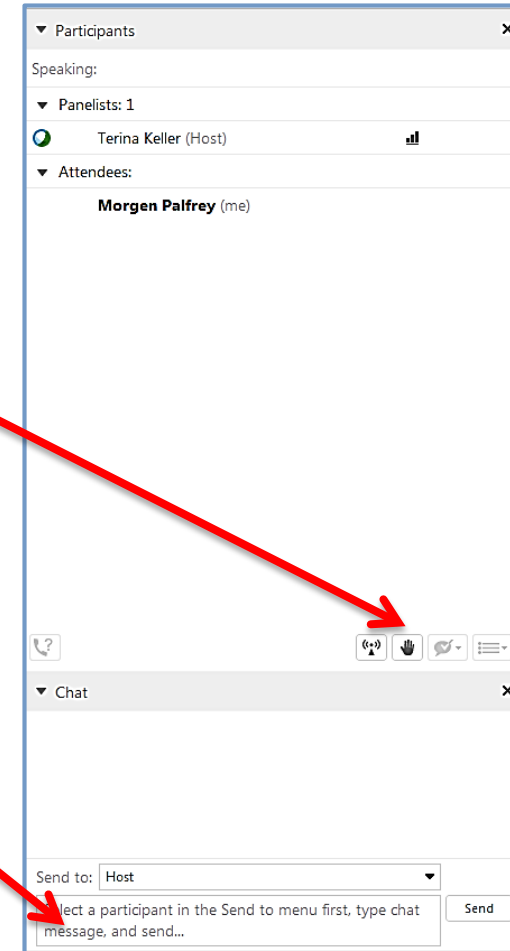 Participants
Speaking:
Panelists: 1
Terina Keller (Host)
Attendees:
Morgen Palfrey (me)
Chat
Send to: Host
a participant in the Send to menu first, type chat
message, and send...
Send